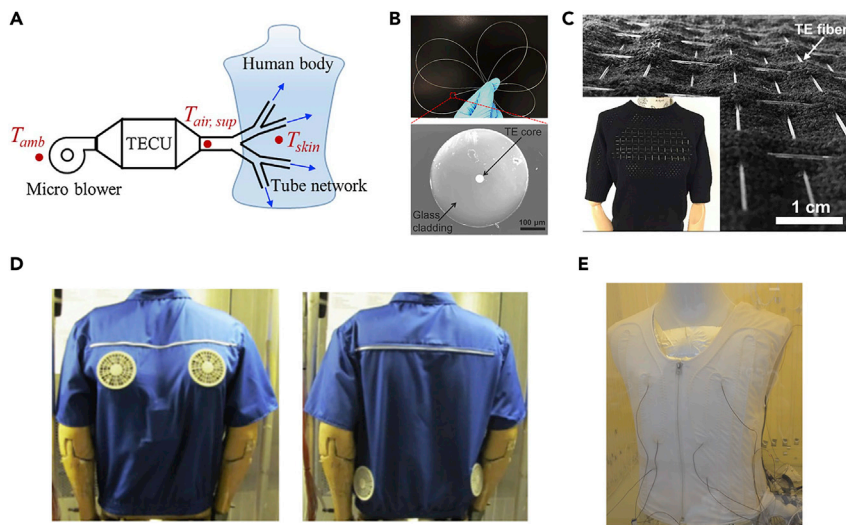 A
Human body
T_air, sup
T_amb
TECU
T_skin
Micro blower
Tube network
B
TE core
Glass
cladding
100 μm
C
TE fiber
1 cm
D
E